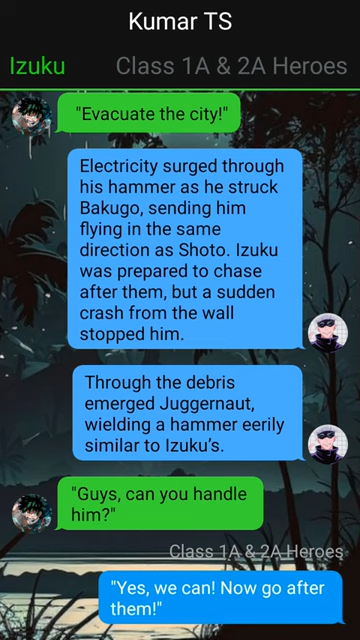 Kumar TS
Izuku
Class 1A & 2A Heroes
"Evacuate the city!"
Electricity surged through
his hammer as he struck
Bakugo, sending him
flying in the same
direction as Shoto. Izuku
was prepared to chase
after them, but a sudden
crash from the wall
stopped him.
Through the debris
emerged Juggernaut,
wielding a hammer eerily
similar to Izuku’s.
"Guys, can you handle
him?"
Class 1A & 2A Heroes
"Yes, we can! Now go after
them!"